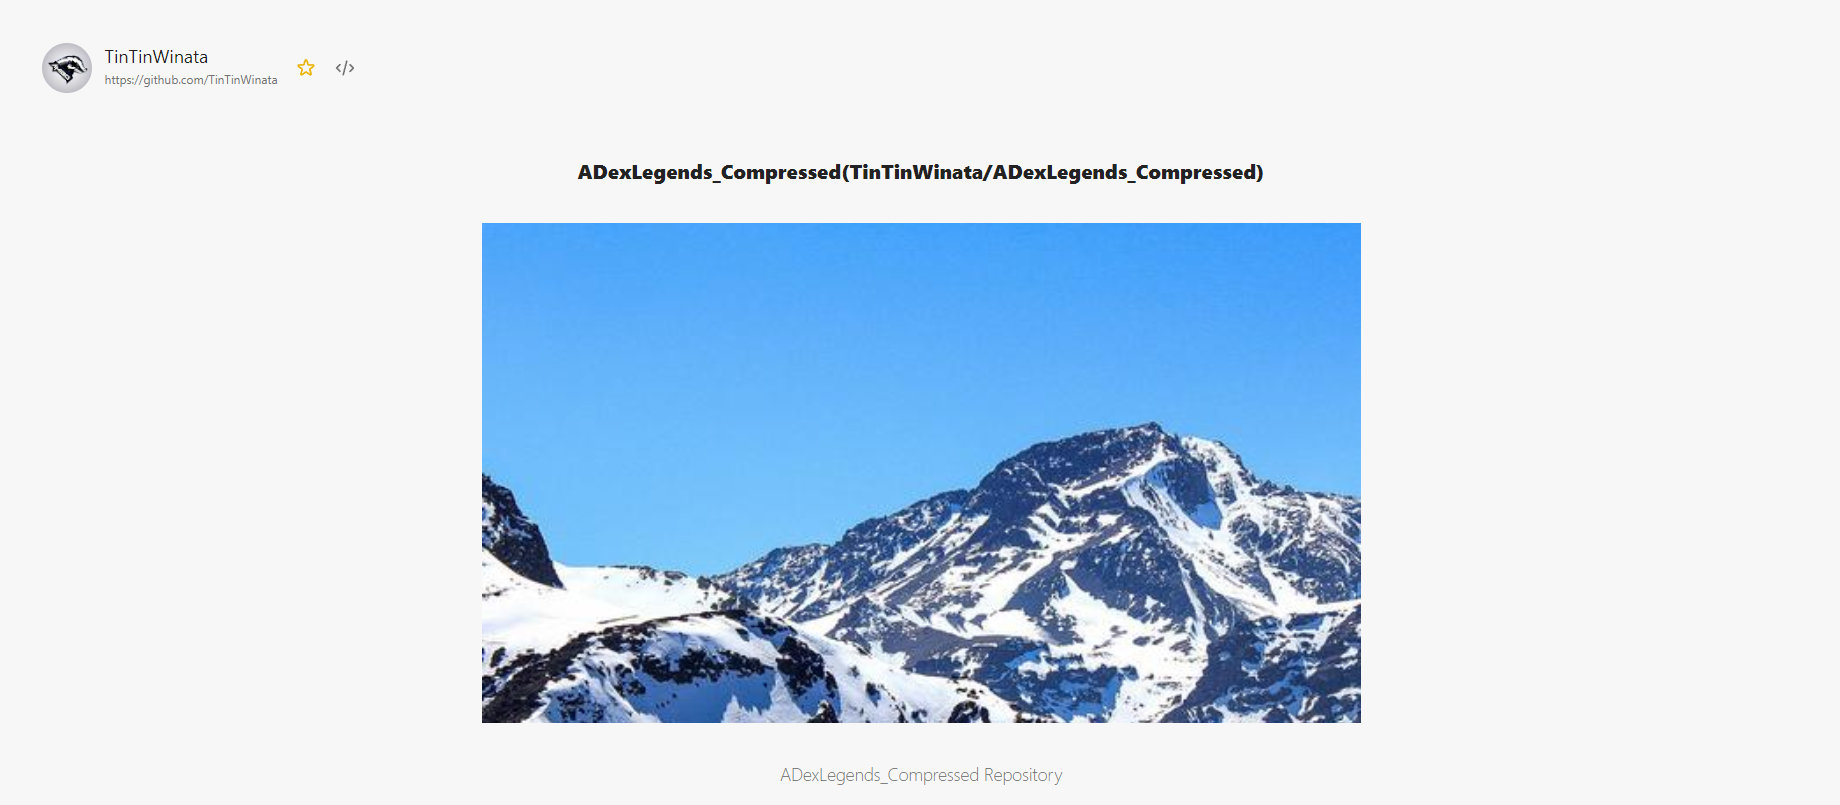 TinTinWinata
https://github.com/TinTinWinata
</>
ADexLegends_Compressed(TinTinWinata/ADexLegends_Compressed)
ADexLegends_Compressed Repository